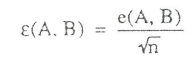 ε(A, B) = e(A, B) / √n